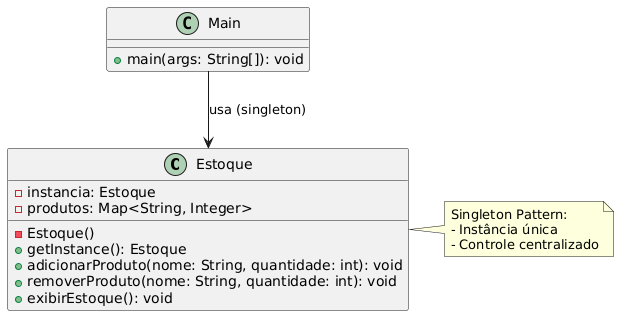 C Main
main(args: String[]): void
usa (singleton)
C Estoque
instancia: Estoque
produtos: Map<String, Integer>
Estoque()
getInstance(): Estoque
adicionarProduto(nome: String, quantidade: int): void
removerProduto(nome: String, quantidade: int): void
exibirEstoque(): void
Singleton Pattern:
- Instância única
- Controle centralizado